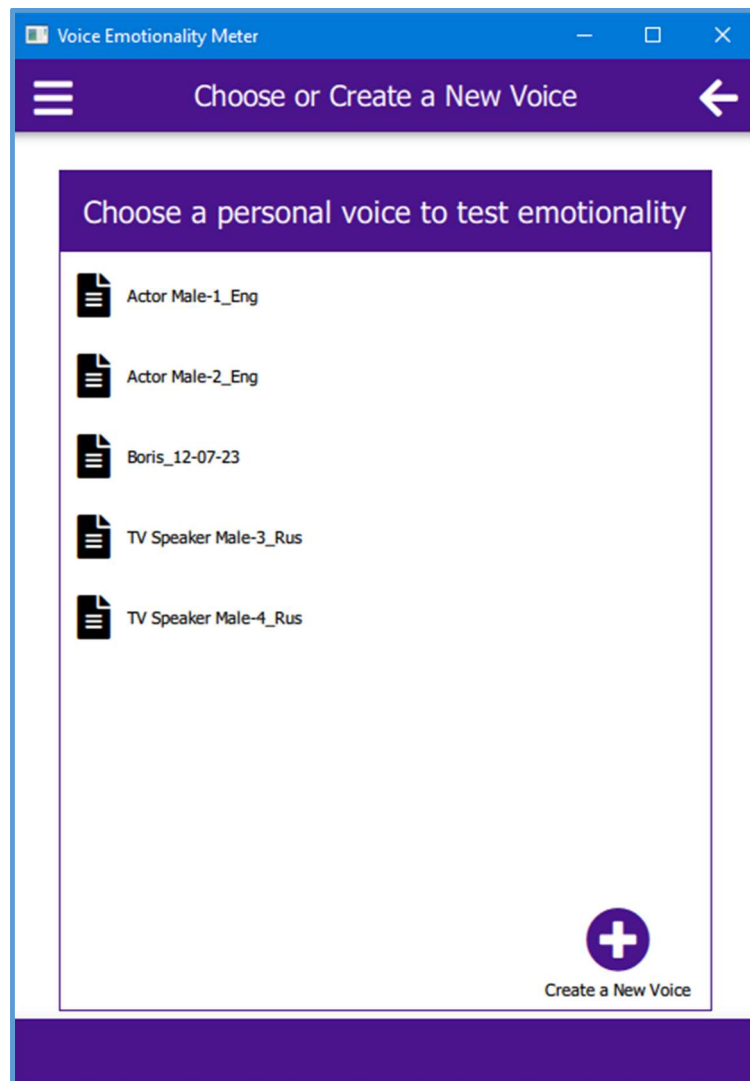 Voice Emotionality Meter
Choose or Create a New Voice
Choose a personal voice to test emotionality
Actor Male-1_Eng
Actor Male-2_Eng
Boris_12-07-23
TV Speaker Male-3_Rus
TV Speaker Male-4_Rus
Create a New Voice